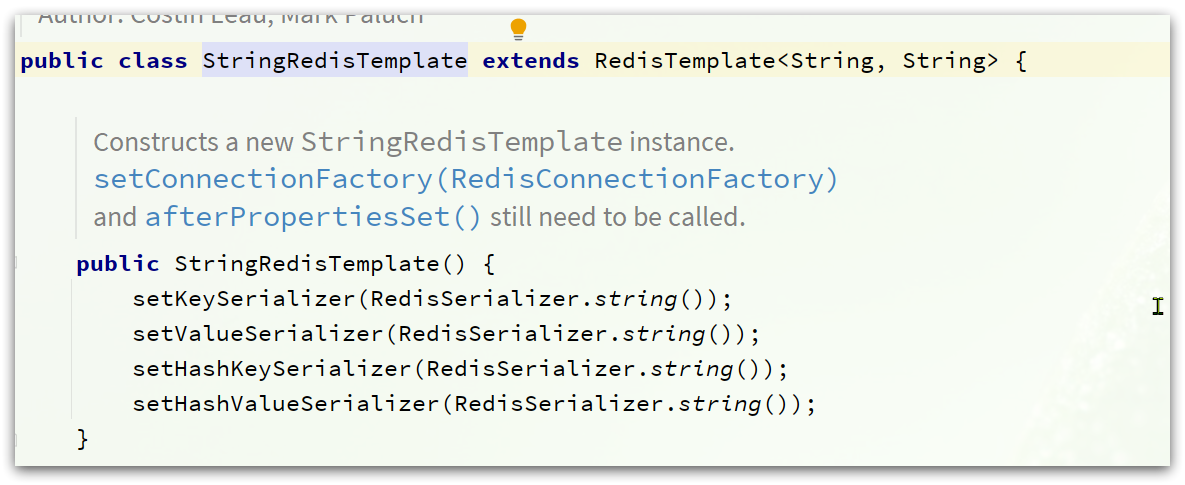 Author: Costin Leau, Mark Paluch
public class StringRedisTemplate extends RedisTemplate<String, String> {
Constructs a new StringRedisTemplate instance.
setConnectionFactory(RedisConnectionFactory)
and afterPropertiesSet() still need to be called.
public StringRedisTemplate() {
setKeySerializer(RedisSerializer.string());
setValueSerializer(RedisSerializer.string());
setHashKeySerializer(RedisSerializer.string());
setHashValueSerializer(RedisSerializer.string());
}